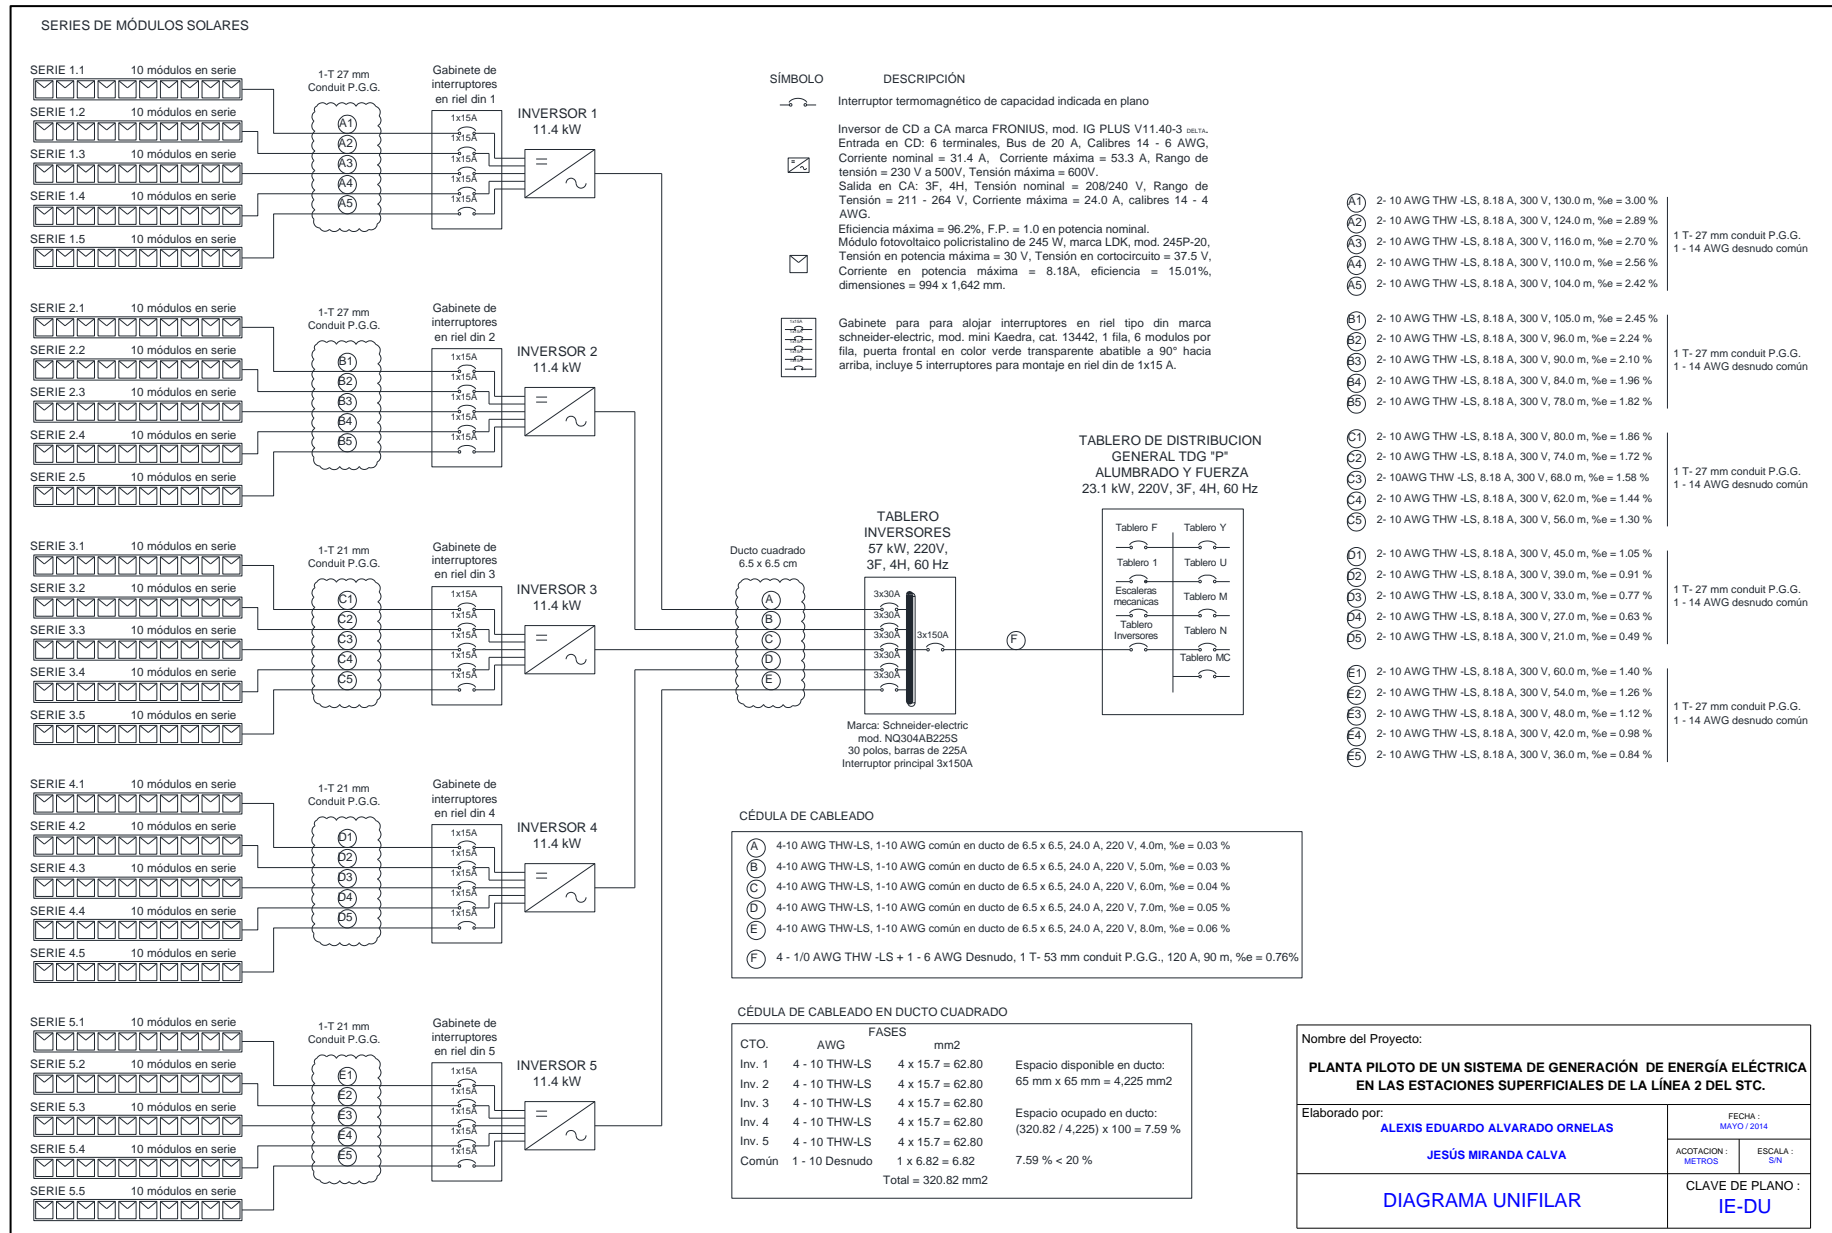 SERIES DE MÓDULOS SOLARES
SERIE 1.1 10 módulos en serie
SERIE 1.2 10 módulos en serie
SERIE 1.3 10 módulos en serie
SERIE 1.4 10 módulos en serie
SERIE 1.5 10 módulos en serie
1-T 27 mm
Conduit P.G.G.
A1
A2
A3
A4
A5
Gabinete de
interruptores
en riel din 1
1x15A
1x15A
1x15A
1x15A
1x15A
INVERSOR 1
11.4 kW
SERIE 2.1 10 módulos en serie
SERIE 2.2 10 módulos en serie
SERIE 2.3 10 módulos en serie
SERIE 2.4 10 módulos en serie
SERIE 2.5 10 módulos en serie
1-T 27 mm
Conduit P.G.G.
B1
B2
B3
B4
B5
Gabinete de
interruptores
en riel din 2
1x15A
1x15A
1x15A
1x15A
1x15A
INVERSOR 2
11.4 kW
SERIE 3.1 10 módulos en serie
SERIE 3.2 10 módulos en serie
SERIE 3.3 10 módulos en serie
SERIE 3.4 10 módulos en serie
SERIE 3.5 10 módulos en serie
1-T 21 mm
Conduit P.G.G.
C1
C2
C3
C4
C5
Gabinete de
interruptores
en riel din 3
1x15A
1x15A
1x15A
1x15A
1x15A
INVERSOR 3
11.4 kW
SERIE 4.1 10 módulos en serie
SERIE 4.2 10 módulos en serie
SERIE 4.3 10 módulos en serie
SERIE 4.4 10 módulos en serie
SERIE 4.5 10 módulos en serie
1-T 21 mm
Conduit P.G.G.
D1
D2
D3
D4
D5
Gabinete de
interruptores
en riel din 4
1x15A
1x15A
1x15A
1x15A
1x15A
INVERSOR 4
11.4 kW
SERIE 5.1 10 módulos en serie
SERIE 5.2 10 módulos en serie
SERIE 5.3 10 módulos en serie
SERIE 5.4 10 módulos en serie
SERIE 5.5 10 módulos en serie
1-T 21 mm
Conduit P.G.G.
E1
E2
E3
E4
E5
Gabinete de
interruptores
en riel din 5
1x15A
1x15A
1x15A
1x15A
1x15A
INVERSOR 5
11.4 kW
SÍMBOLO DESCRIPCIÓN
Interruptor termomagnético de capacidad indicada en plano
Inversor de CD a CA marca FRONIUS, mod. IG PLUS V11.40-3 DELTA.
Entrada en CD: 6 terminales, Bus de 20 A, Calibres 14 - 6 AWG,
Corriente nominal = 31.4 A, Corriente máxima = 53.3 A, Rango de
tensión = 230 V a 500V, Tensión máxima = 600V.
Salida en CA: 3F, 4H, Tensión nominal = 208/240 V, Rango de
Tensión = 211 - 264 V, Corriente máxima = 24.0 A, calibres 14 - 4
AWG.
Eficiencia máxima = 96.2%, F.P. = 1.0 en potencia nominal.
Módulo fotovoltaico policristalino de 245 W, marca LDK, mod. 245P-20,
Tensión en potencia máxima = 30 V, Tensión en cortocircuito = 37.5 V,
Corriente en potencia máxima = 8.18A, eficiencia = 15.01%,
dimensiones = 994 x 1,642 mm.
Gabinete para para alojar interruptores en riel tipo din marca
schneider-electric, mod. mini Kaedra, cat. 13442, 1 fila, 6 modulos por
fila, puerta frontal en color verde transparente abatible a 90° hacia
arriba, incluye 5 interruptores para montaje en riel din de 1x15 A.
Ducto cuadrado
6.5 x 6.5 cm
A
B
C
D
E
TABLERO
INVERSORES
57 kW, 220V,
3F, 4H, 60 Hz
3x30A
3x30A
3x30A
3x30A
3x30A
3x150A
Marca: Schneider-electric
mod. NQ304AB225S
30 polos, barras de 225A
Interruptor principal 3x150A
F
TABLERO DE DISTRIBUCION
GENERAL TDG "P"
ALUMBRADO Y FUERZA
23.1 kW, 220V, 3F, 4H, 60 Hz
Tablero F Tablero Y
Tablero 1 Tablero U
Escaleras
mecanicas
Tablero M
Tablero
Inversores
Tablero N
Tablero MC
A1 2- 10 AWG THW -LS, 8.18 A, 300 V, 130.0 m, %e = 3.00 %
A2 2- 10 AWG THW -LS, 8.18 A, 300 V, 124.0 m, %e = 2.89 %
A3 2- 10 AWG THW -LS, 8.18 A, 300 V, 116.0 m, %e = 2.70 %
A4 2- 10 AWG THW -LS, 8.18 A, 300 V, 110.0 m, %e = 2.56 %
A5 2- 10 AWG THW -LS, 8.18 A, 300 V, 104.0 m, %e = 2.42 %
1 T- 27 mm conduit P.G.G.
1 - 14 AWG desnudo común
B1 2- 10 AWG THW -LS, 8.18 A, 300 V, 105.0 m, %e = 2.45 %
B2 2- 10 AWG THW -LS, 8.18 A, 300 V, 96.0 m, %e = 2.24 %
B3 2- 10 AWG THW -LS, 8.18 A, 300 V, 90.0 m, %e = 2.10 %
B4 2- 10 AWG THW -LS, 8.18 A, 300 V, 84.0 m, %e = 1.96 %
B5 2- 10 AWG THW -LS, 8.18 A, 300 V, 78.0 m, %e = 1.82 %
1 T- 27 mm conduit P.G.G.
1 - 14 AWG desnudo común
C1 2- 10 AWG THW -LS, 8.18 A, 300 V, 80.0 m, %e = 1.86 %
C2 2- 10 AWG THW -LS, 8.18 A, 300 V, 74.0 m, %e = 1.72 %
C3 2- 10AWG THW -LS, 8.18 A, 300 V, 68.0 m, %e = 1.58 %
C4 2- 10 AWG THW -LS, 8.18 A, 300 V, 62.0 m, %e = 1.44 %
C5 2- 10 AWG THW -LS, 8.18 A, 300 V, 56.0 m, %e = 1.30 %
1 T- 27 mm conduit P.G.G.
1 - 14 AWG desnudo común
D1 2- 10 AWG THW -LS, 8.18 A, 300 V, 45.0 m, %e = 1.05 %
D2 2- 10 AWG THW -LS, 8.18 A, 300 V, 39.0 m, %e = 0.91 %
D3 2- 10 AWG THW -LS, 8.18 A, 300 V, 33.0 m, %e = 0.77 %
D4 2- 10 AWG THW -LS, 8.18 A, 300 V, 27.0 m, %e = 0.63 %
D5 2- 10 AWG THW -LS, 8.18 A, 300 V, 21.0 m, %e = 0.49 %
1 T- 27 mm conduit P.G.G.
1 - 14 AWG desnudo común
E1 2- 10 AWG THW -LS, 8.18 A, 300 V, 60.0 m, %e = 1.40 %
E2 2- 10 AWG THW -LS, 8.18 A, 300 V, 54.0 m, %e = 1.26 %
E3 2- 10 AWG THW -LS, 8.18 A, 300 V, 48.0 m, %e = 1.12 %
E4 2- 10 AWG THW -LS, 8.18 A, 300 V, 42.0 m, %e = 0.98 %
E5 2- 10 AWG THW -LS, 8.18 A, 300 V, 36.0 m, %e = 0.84 %
1 T- 27 mm conduit P.G.G.
1 - 14 AWG desnudo común
CÉDULA DE CABLEADO
A 4-10 AWG THW-LS, 1-10 AWG común en ducto de 6.5 x 6.5, 24.0 A, 220 V, 4.0m, %e = 0.03 %
B 4-10 AWG THW-LS, 1-10 AWG común en ducto de 6.5 x 6.5, 24.0 A, 220 V, 5.0m, %e = 0.03 %
C 4-10 AWG THW-LS, 1-10 AWG común en ducto de 6.5 x 6.5, 24.0 A, 220 V, 6.0m, %e = 0.04 %
D 4-10 AWG THW-LS, 1-10 AWG común en ducto de 6.5 x 6.5, 24.0 A, 220 V, 7.0m, %e = 0.05 %
E 4-10 AWG THW-LS, 1-10 AWG común en ducto de 6.5 x 6.5, 24.0 A, 220 V, 8.0m, %e = 0.06 %
F 4 - 1/0 AWG THW -LS + 1 - 6 AWG Desnudo, 1 T- 53 mm conduit P.G.G., 120 A, 90 m, %e = 0.76%
CÉDULA DE CABLEADO EN DUCTO CUADRADO
FASES
CTO. AWG mm2
Inv. 1 4 - 10 THW-LS 4 x 15.7 = 62.80
Inv. 2 4 - 10 THW-LS 4 x 15.7 = 62.80
Inv. 3 4 - 10 THW-LS 4 x 15.7 = 62.80
Inv. 4 4 - 10 THW-LS 4 x 15.7 = 62.80
Inv. 5 4 - 10 THW-LS 4 x 15.7 = 62.80
Común 1 - 10 Desnudo 1 x 6.82 = 6.82
Total = 320.82 mm2
Espacio disponible en ducto:
65 mm x 65 mm = 4,225 mm2
Espacio ocupado en ducto:
(320.82 / 4,225) x 100 = 7.59 %
7.59 % < 20 %
Nombre del Proyecto:
PLANTA PILOTO DE UN SISTEMA DE GENERACIÓN DE ENERGÍA ELÉCTRICA
EN LAS ESTACIONES SUPERFICIALES DE LA LÍNEA 2 DEL STC.
Elaborado por:
ALEXIS EDUARDO ALVARADO ORNELAS
JESÚS MIRANDA CALVA
FECHA :
MAYO / 2014
ACOTACION :
METROS
ESCALA :
S/N
DIAGRAMA UNIFILAR
CLAVE DE PLANO :
IE-DU